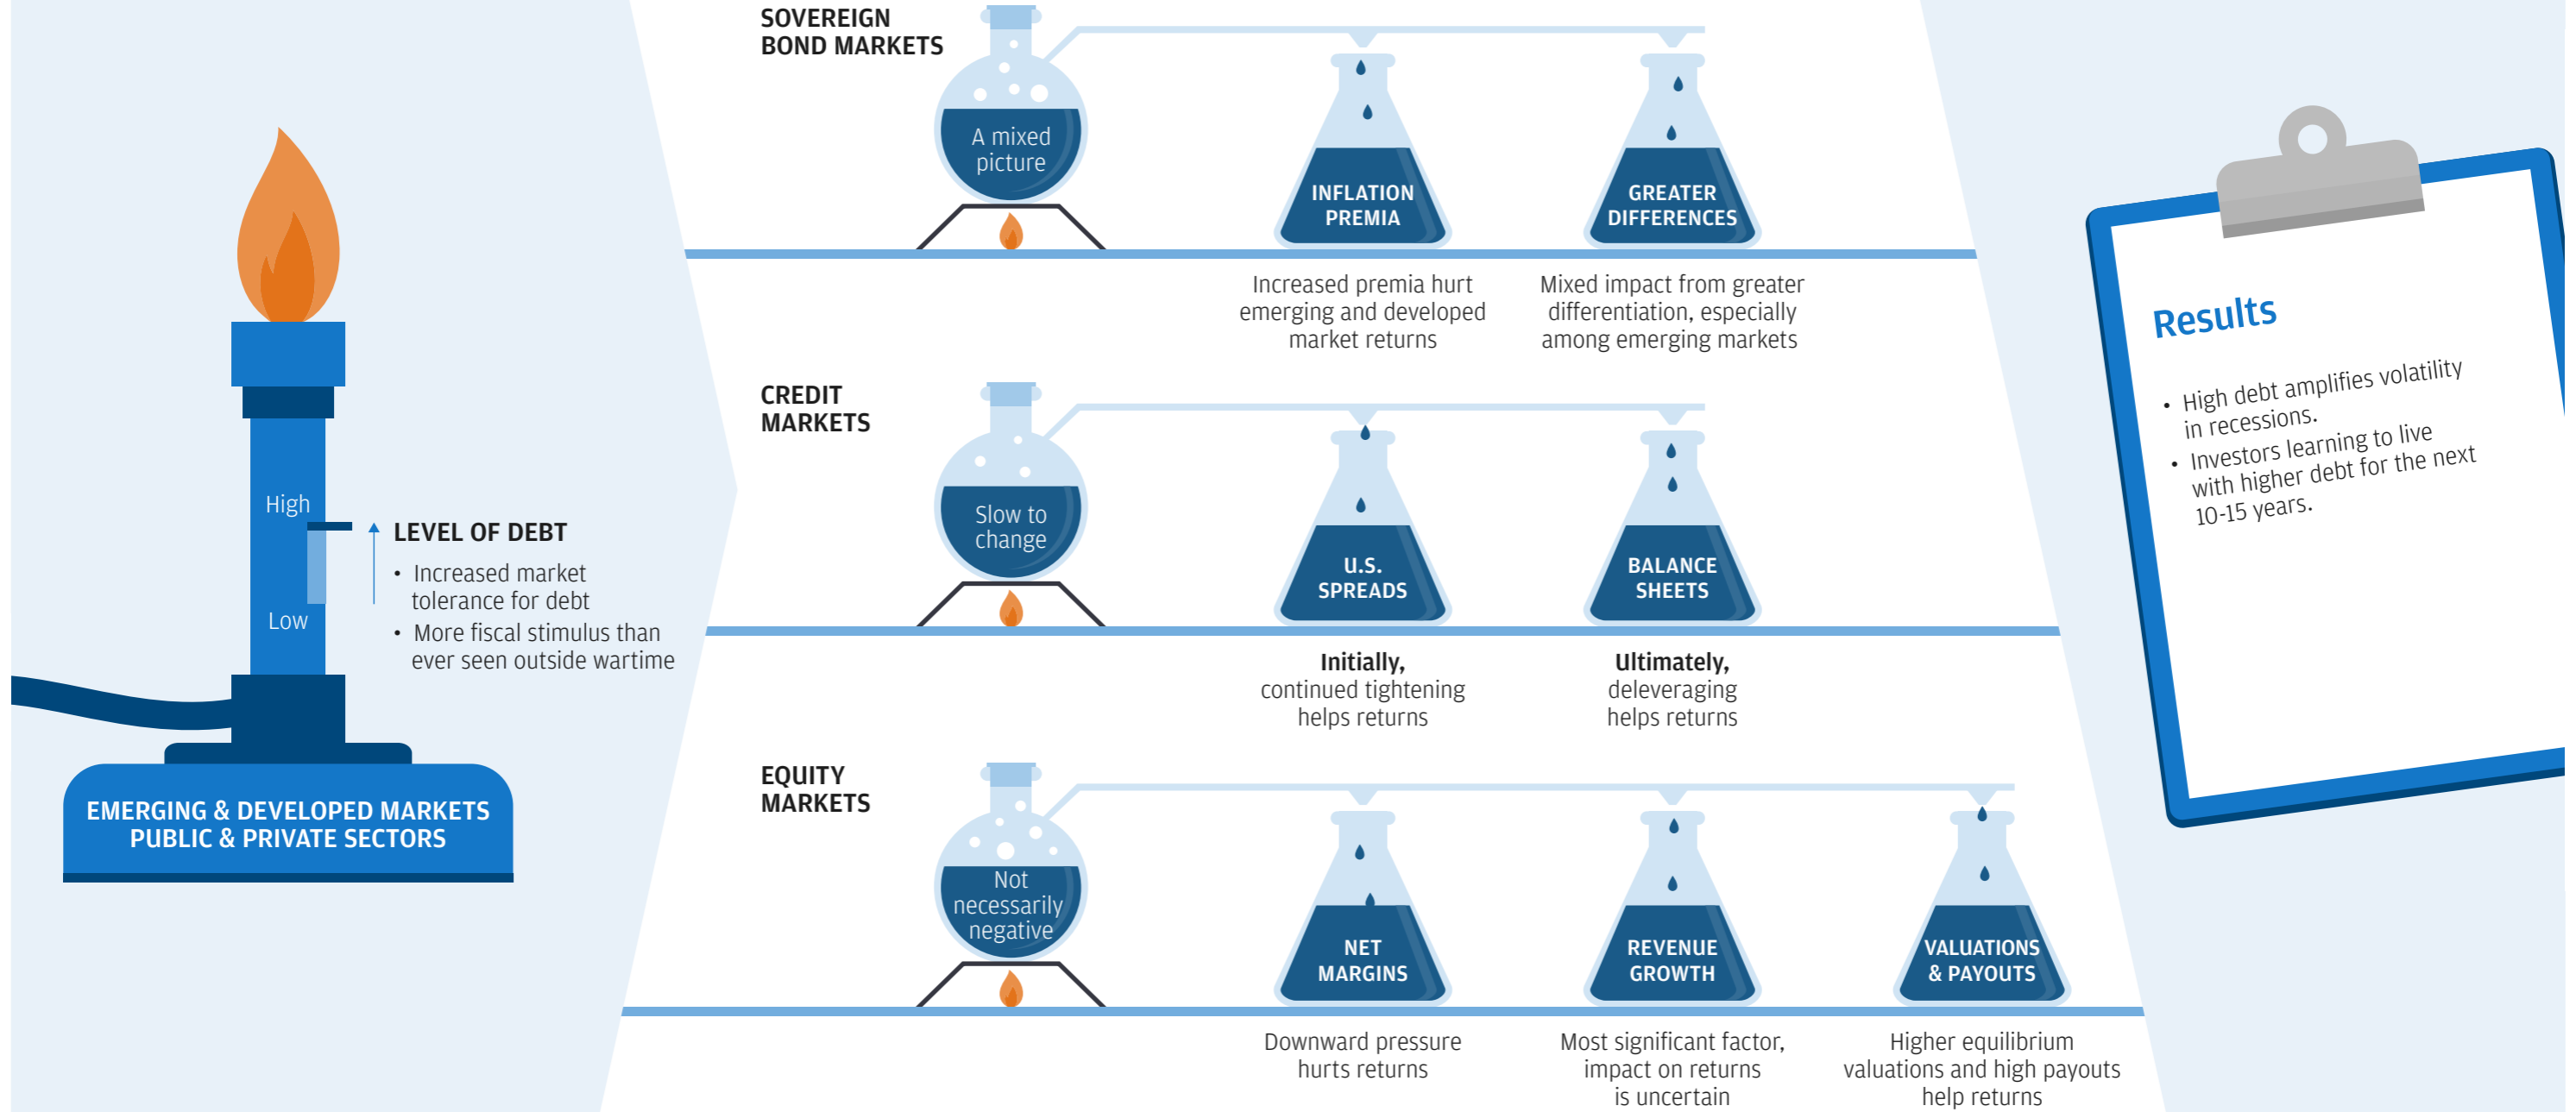 High
Low
LEVEL OF DEBT
• Increased market
tolerance for debt
• More fiscal stimulus than
ever seen outside wartime
EMERGING & DEVELOPED MARKETS
PUBLIC & PRIVATE SECTORS
SOVEREIGN
BOND MARKETS
A mixed
picture
INFLATION
PREMIA
GREATER
DIFFERENCES
Increased premia hurt
emerging and developed
market returns
Mixed impact from greater
differentiation, especially
among emerging markets
CREDIT
MARKETS
Slow to
change
U.S.
SPREADS
BALANCE
SHEETS
Initially,
continued tightening
helps returns
Ultimately,
deleveraging
helps returns
EQUITY
MARKETS
Not
necessarily
negative
NET
MARGINS
REVENUE
GROWTH
VALUATIONS
& PAYOUTS
Downward pressure
hurts returns
Most significant factor,
impact on returns
is uncertain
Higher equilibrium
valuations and high payouts
help returns
Results
• High debt amplifies volatility
in recessions.
• Investors learning to live
with higher debt for the next
10-15 years.